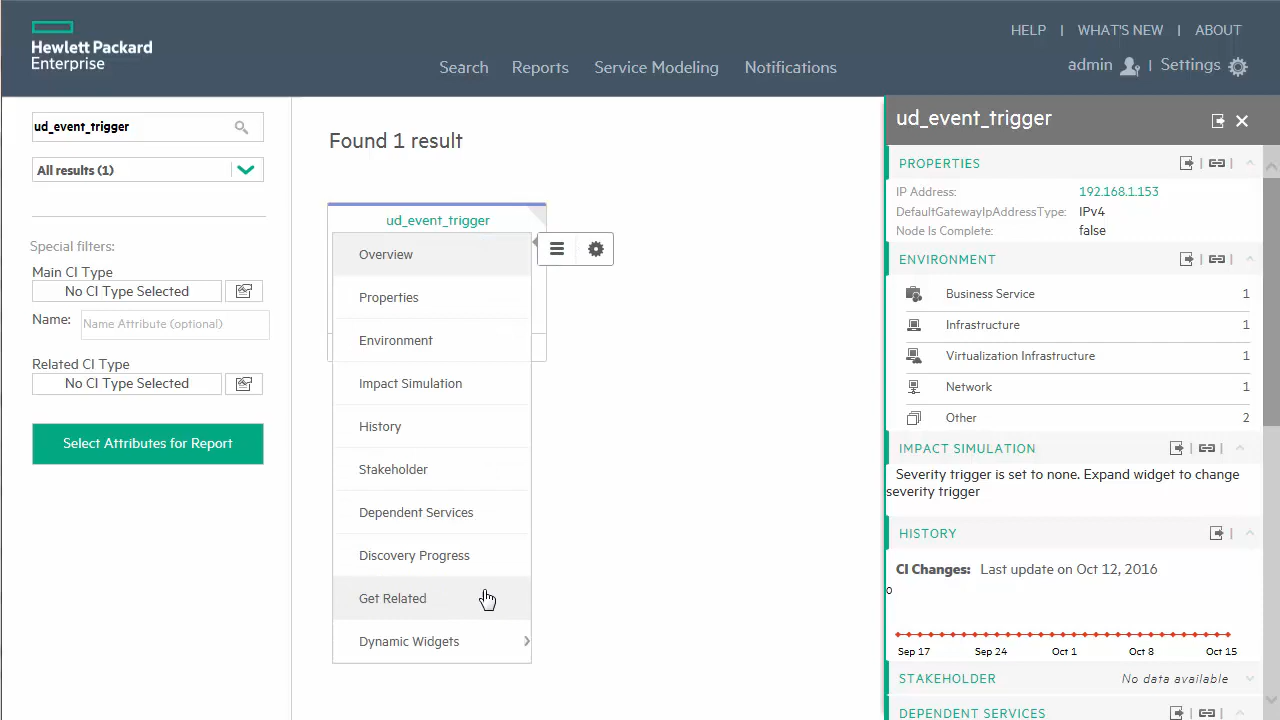 Hewlett Packard
Enterprise
Search Reports Service Modeling Notifications
HELP | WHAT'S NEW | ABOUT
admin | Settings
ud_event_trigger
All results (1)
Special filters:
Main CI Type
No CI Type Selected
Name: Name Attribute (optional)
Related CI Type
No CI Type Selected
Select Attributes for Report
Found 1 result
ud_event_trigger
Overview
Properties
Environment
Impact Simulation
History
Stakeholder
Dependent Services
Discovery Progress
Get Related
Dynamic Widgets
ud_event_trigger
PROPERTIES
IP Address: 192.168.1.153
DefaultGatewayIpAddressType: IPv4
Node Is Complete: false
ENVIRONMENT
Business Service 1
Infrastructure 1
Virtualization Infrastructure 1
Network 1
Other 2
IMPACT SIMULATION
Severity trigger is set to none. Expand widget to change
severity trigger
HISTORY
CI Changes: Last update on Oct 12, 2016
0
Sep 17 Sep 24 Oct 1 Oct 8 Oct 15
STAKEHOLDER No data available
DEPENDENT SERVICES